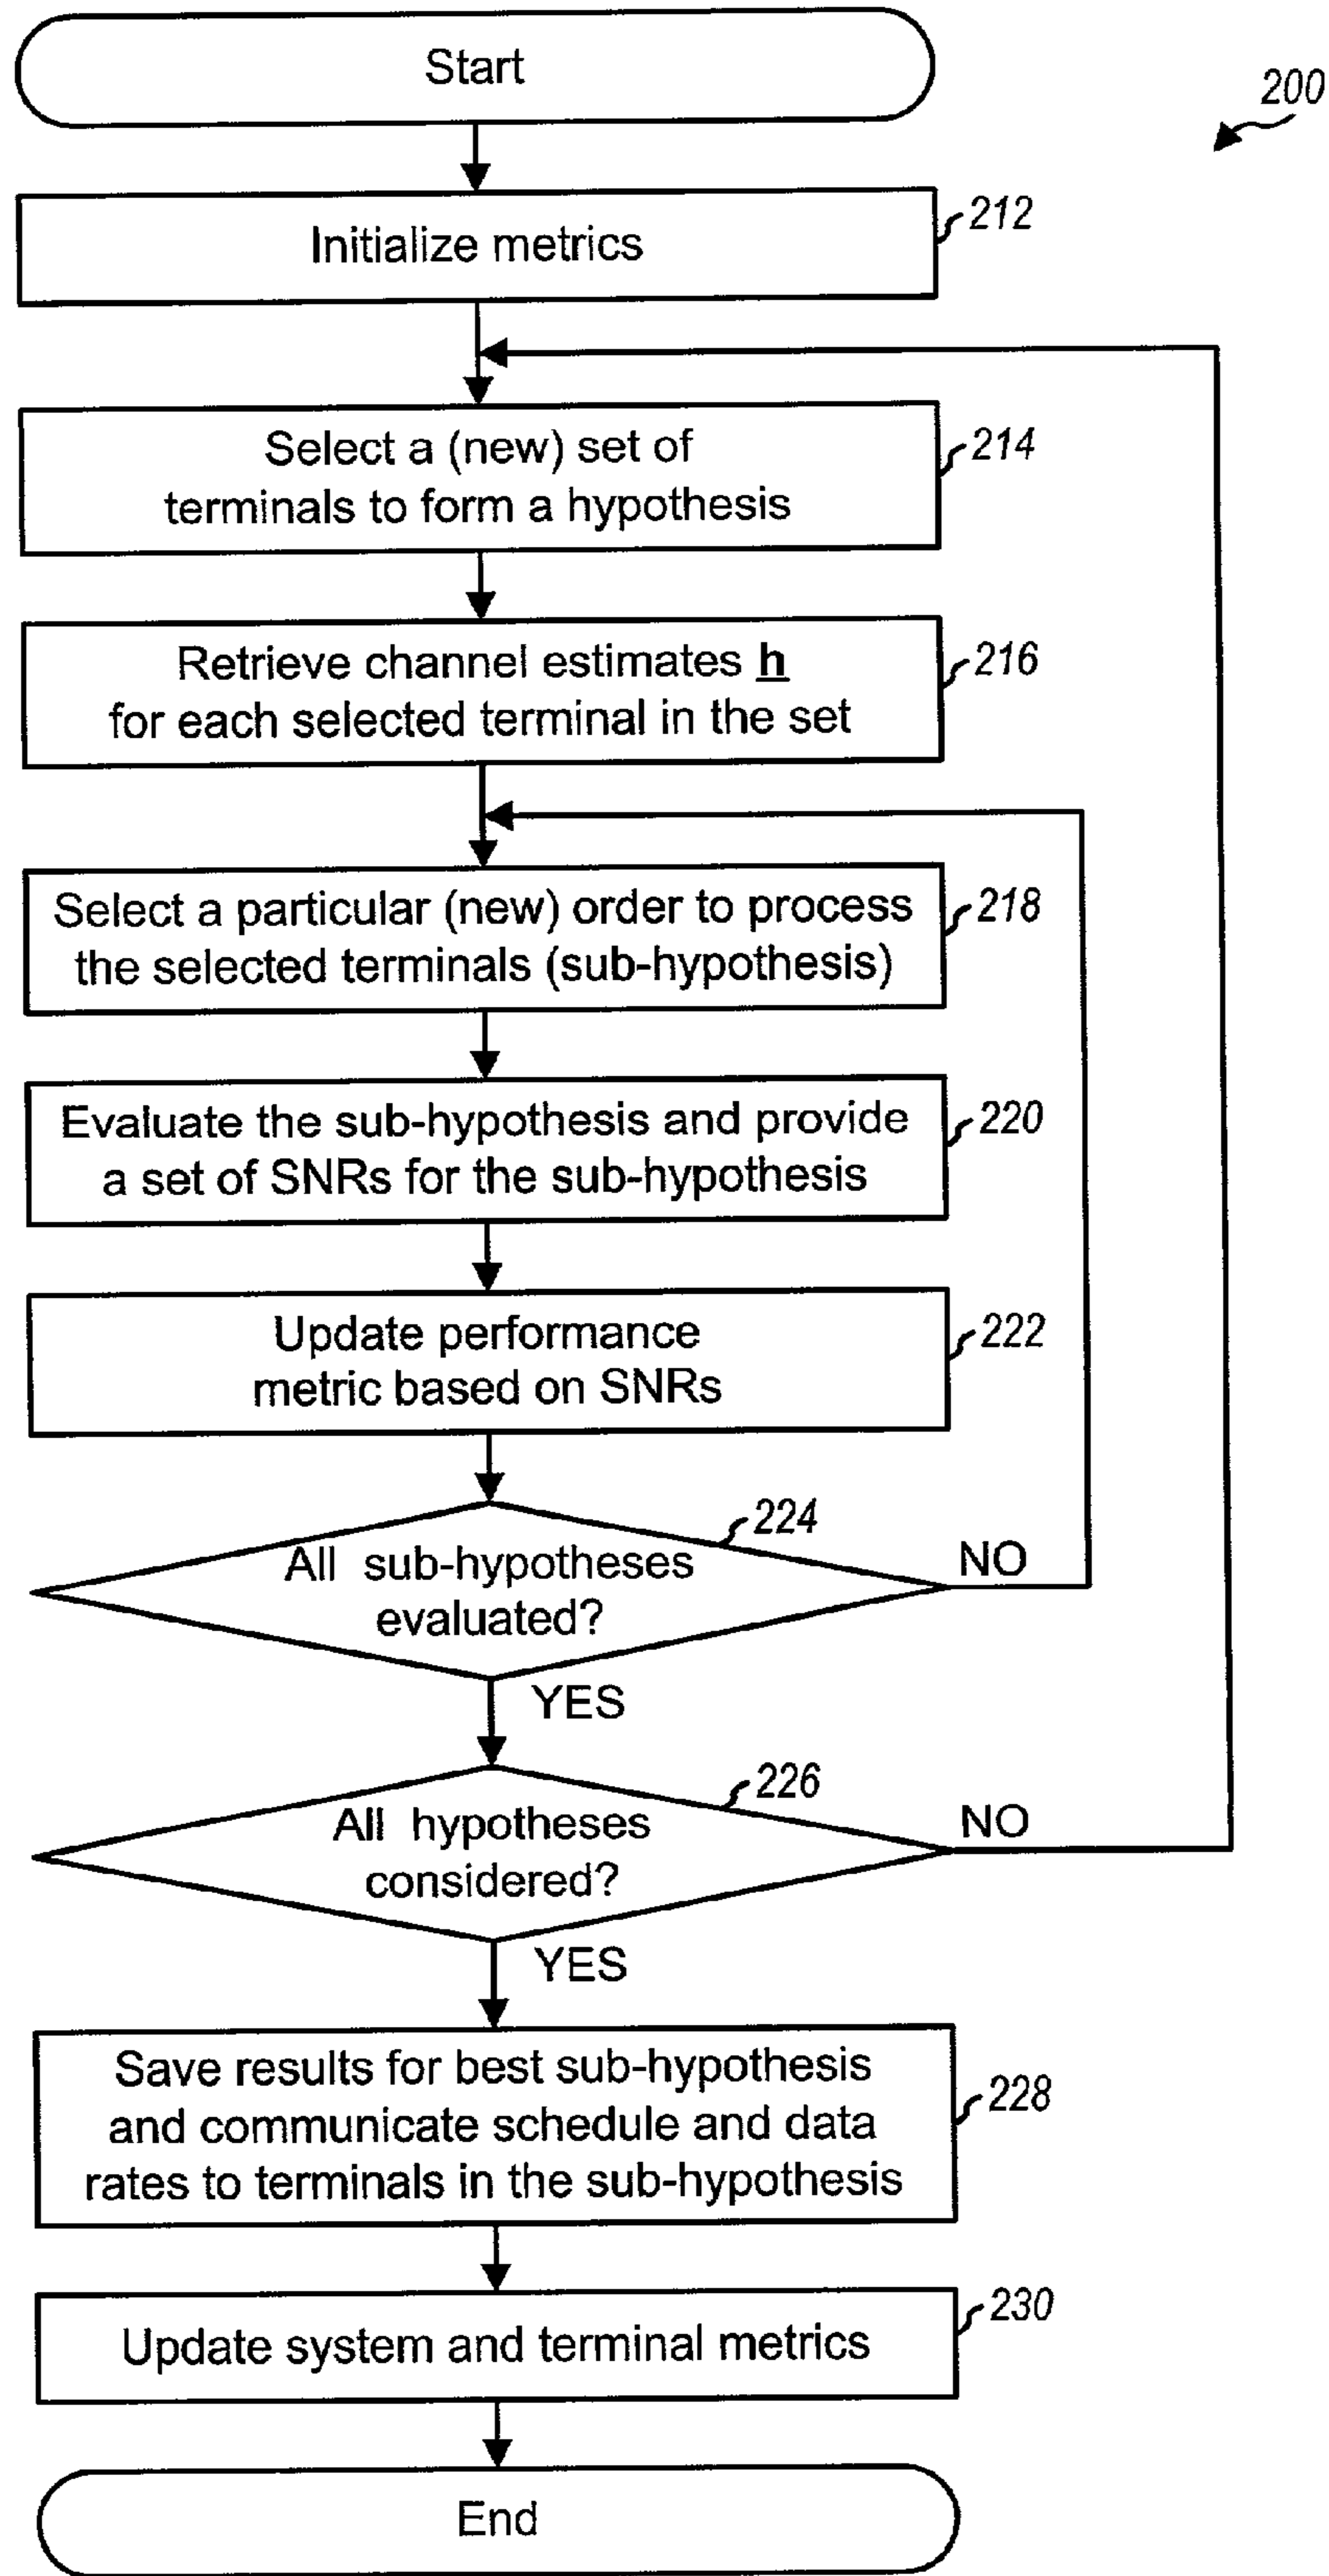 Start
200
Initialize metrics
212
Select a (new) set of
terminals to form a hypothesis
214
Retrieve channel estimates h
for each selected terminal in the set
216
Select a particular (new) order to process
the selected terminals (sub-hypothesis)
218
Evaluate the sub-hypothesis and provide
a set of SNRs for the sub-hypothesis
220
Update performance
metric based on SNRs
222
224
All sub-hypotheses
evaluated?
NO
YES
226
All hypotheses
considered?
NO
YES
Save results for best sub-hypothesis
and communicate schedule and data
rates to terminals in the sub-hypothesis
228
Update system and terminal metrics
230
End